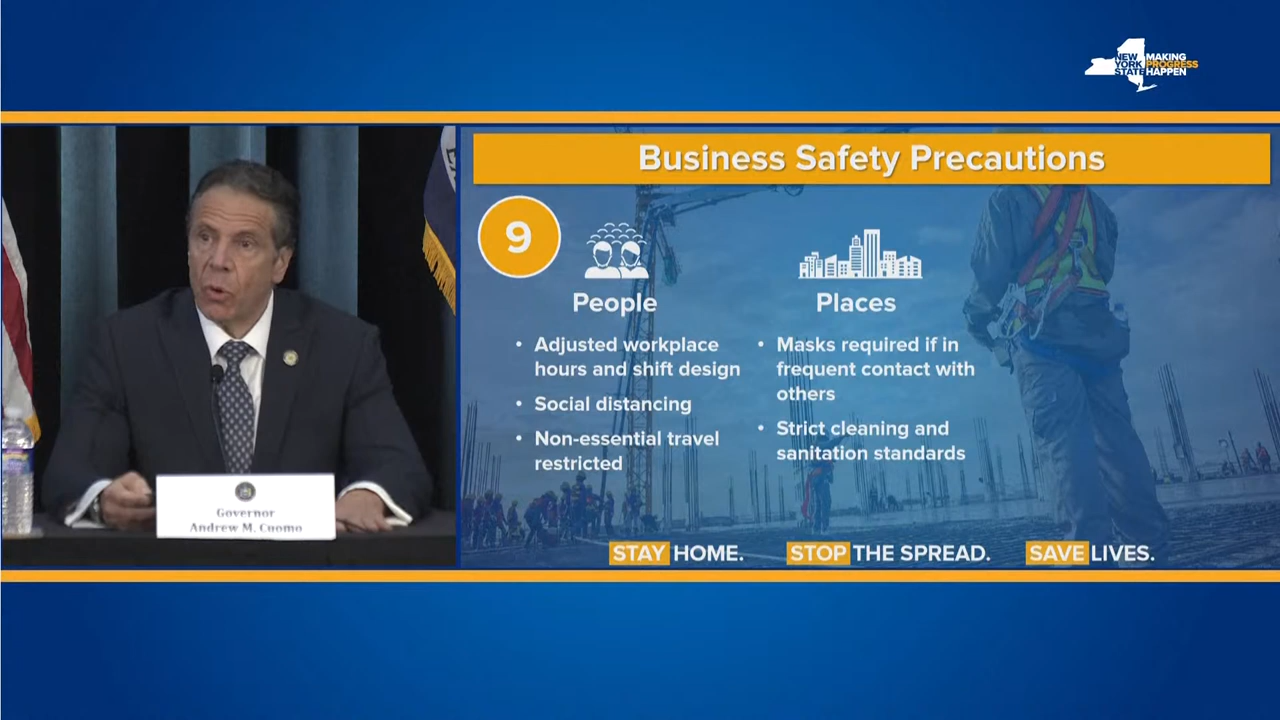 NEW
YORK
STATE
MAKING
PROGRESS
HAPPEN
Business Safety Precautions
9
People
Places
• Adjusted workplace
hours and shift design
• Social distancing
• Non-essential travel
restricted
• Masks required if in
frequent contact with
others
• Strict cleaning and
sanitation standards
Governor
Andrew M. Cuomo
STAY HOME.
STOP THE SPREAD.
SAVE LIVES.